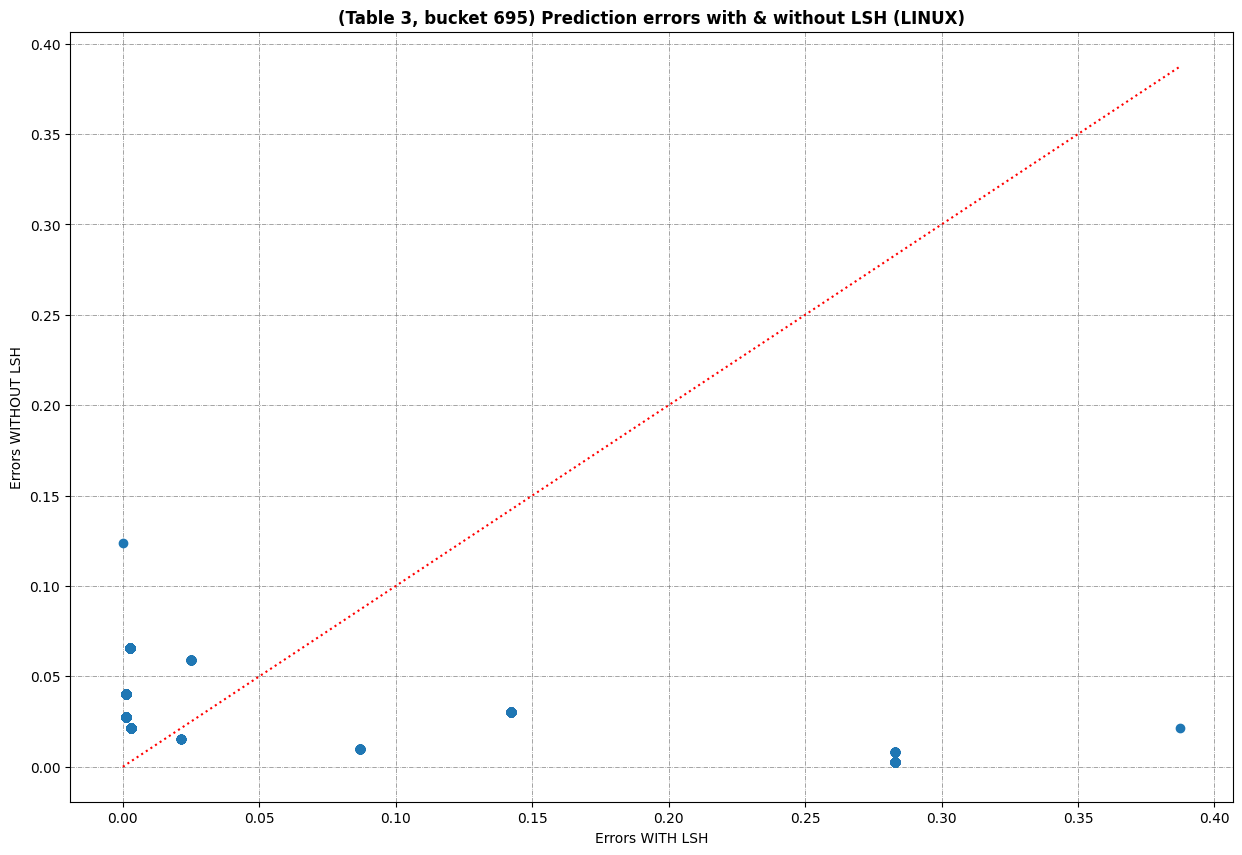 (Table 3, bucket 695) Prediction errors with & without LSH (LINUX)
0.40
0.35
0.30
0.25
0.20
0.15
0.10
0.05
0.00
Errors WITHOUT LSH
0.00 0.05 0.10 0.15 0.20 0.25 0.30 0.35 0.40
Errors WITH LSH